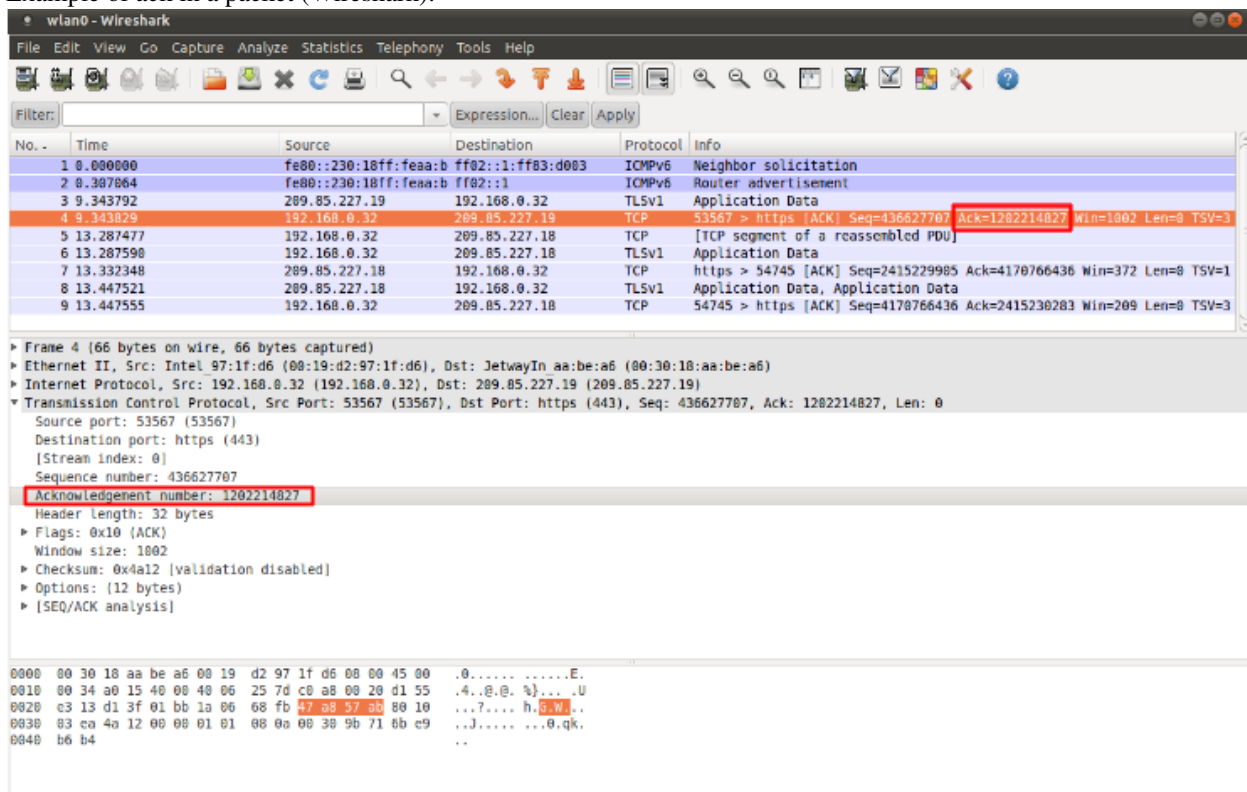 Example of ack in a packet (Wireshark):
wlan0 - Wireshark
File Edit View Go Capture Analyze Statistics Telephony Tools Help
Filter: Expression... Clear Apply
No. . Time Source Destination Protocol Info
1 0.000000 fe80::230:18ff:feaa:b ff02::1:ff83:d003 ICMPv6 Neighbor solicitation
2 0.307064 fe80::230:18ff:feaa:b ff02::1 ICMPv6 Router advertisement
3 9.343792 209.85.227.19 192.168.0.32 TLSv1 Application Data
4 9.343829 192.168.0.32 209.85.227.19 TCP 53567 > https [ACK] Seq=436627707 Ack=1202214827 Win=1002 Len=0 TSV=3
5 13.287477 192.168.0.32 209.85.227.18 TCP [TCP segment of a reassembled PDU]
6 13.287590 192.168.0.32 209.85.227.18 TLSv1 Application Data
7 13.332348 209.85.227.18 192.168.0.32 TCP https > 54745 [ACK] Seq=2415229905 Ack=4170766436 Win=372 Len=0 TSV=1
8 13.447521 209.85.227.18 192.168.0.32 TLSv1 Application Data, Application Data
9 13.447555 192.168.0.32 209.85.227.18 TCP 54745 > https [ACK] Seq=4170766436 Ack=2415230283 Win=209 Len=0 TSV=3
Frame 4 (66 bytes on wire, 66 bytes captured)
Ethernet II, Src: Intel_97:1f:d6 (00:19:d2:97:1f:d6), Dst: JetwayIn_aa:be:a6 (00:30:18:aa:be:a6)
Internet Protocol, Src: 192.168.0.32 (192.168.0.32), Dst: 209.85.227.19 (209.85.227.19)
Transmission Control Protocol, Src Port: 53567 (53567), Dst Port: https (443), Seq: 436627707, Ack: 1202214827, Len: 0
Source port: 53567 (53567)
Destination port: https (443)
[Stream index: 0]
Sequence number: 436627707
Acknowledgement number: 1202214827
Header length: 32 bytes
Flags: 0x10 (ACK)
Window size: 1002
Checksum: 0x4a12 [validation disabled]
Options: (12 bytes)
[SEQ/ACK analysis]
0000 00 30 18 aa be a6 00 19 d2 97 1f d6 08 00 45 00 .0...... ......E.
0010 00 34 a0 15 40 00 40 06 25 7d c0 a8 00 20 d1 55 .4..@.@. %}... .U
0020 e3 13 d1 3f 01 bb 1a 06 68 fb 47 a8 57 ab 80 10 ...?.... h.G.W...
0030 03 ea 4a 12 00 00 01 01 08 0a 00 30 9b 71 6b e9 ..J..... ...0.qk.
0040 b6 b4 ..